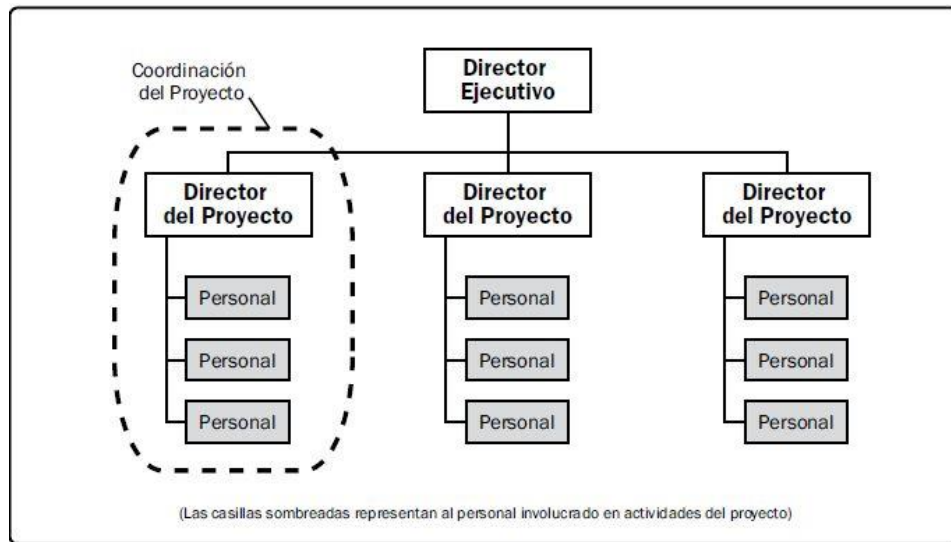 Coordinación
del Proyecto
Director
Ejecutivo
Director
del Proyecto
Director
del Proyecto
Director
del Proyecto
Personal
Personal
Personal
Personal
Personal
Personal
Personal
Personal
Personal
(Las casillas sombreadas representan al personal involucrado en actividades del proyecto)